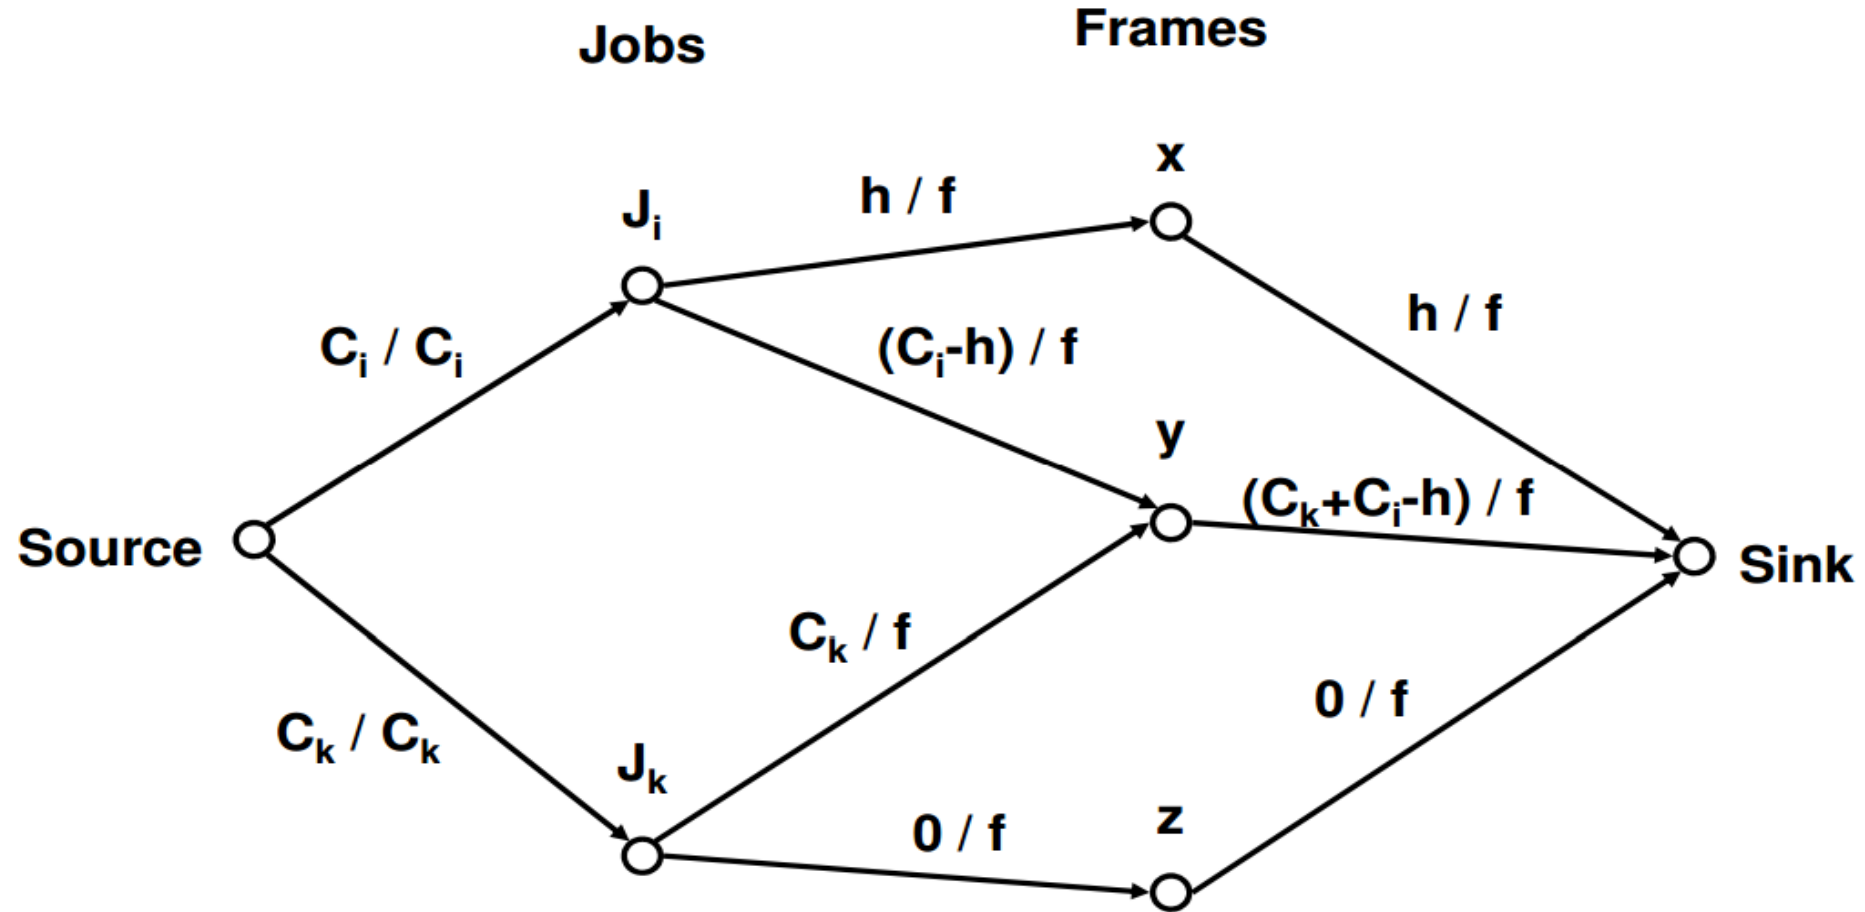 Jobs
Frames
x
h / f
Jᵢ
h / f
Cᵢ / Cᵢ
(Cᵢ-h) / f
y
(Cₖ+Cᵢ-h) / f
Source
Sink
Cₖ / f
0 / f
Cₖ / Cₖ
Jₖ
z
0 / f